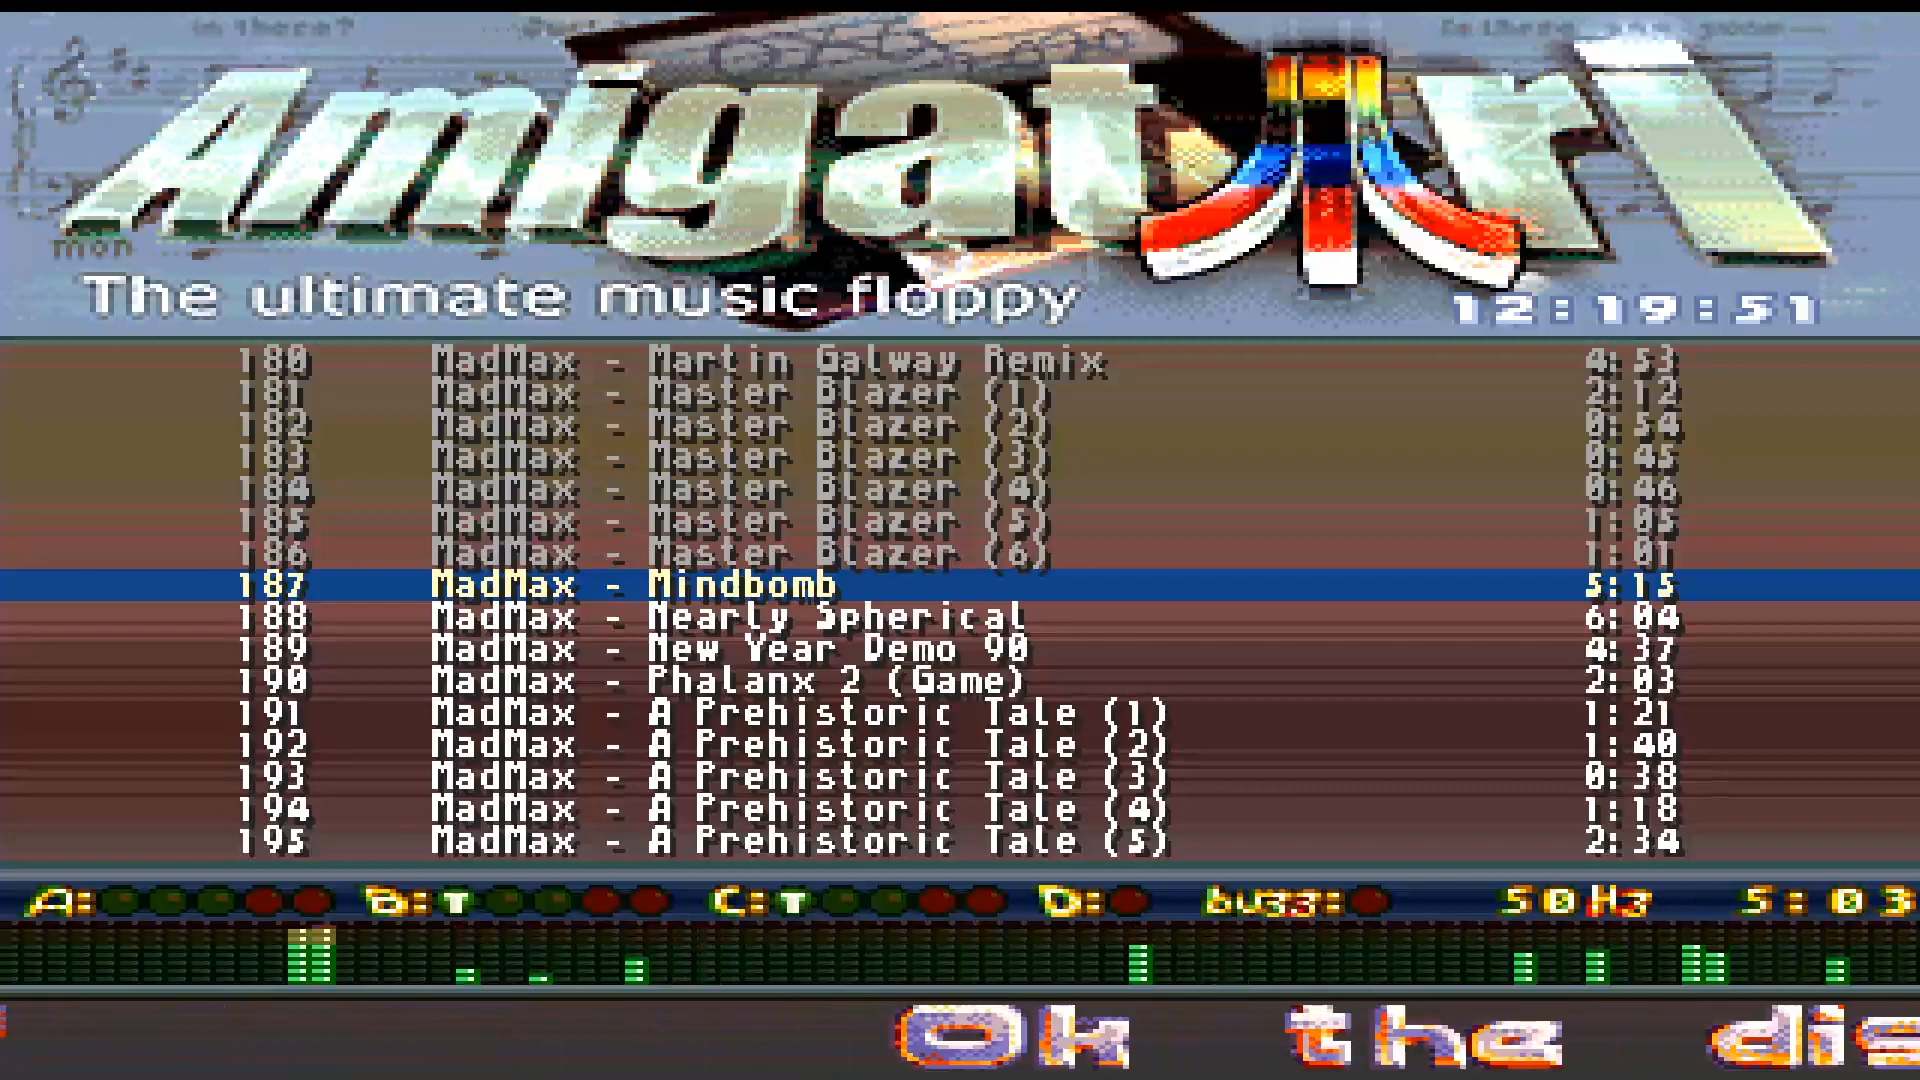 in there?
Amigatari
mon
The ultimate music floppy
12:19:51
180 MadMax - Martin Galway Remix 4:53
181 MadMax - Master Blazer (1) 2:12
182 MadMax - Master Blazer (2) 0:54
183 MadMax - Master Blazer (3) 0:45
184 MadMax - Master Blazer (4) 0:46
185 MadMax - Master Blazer (5) 1:05
186 MadMax - Master Blazer (6) 1:01
187 MadMax - Mindbomb 5:15
188 MadMax - Nearly Spherical 6:04
189 MadMax - New Year Demo 90 4:37
190 MadMax - Phalanx 2 (Game) 2:03
191 MadMax - A Prehistoric Tale (1) 1:21
192 MadMax - A Prehistoric Tale (2) 1:40
193 MadMax - A Prehistoric Tale (3) 0:38
194 MadMax - A Prehistoric Tale (4) 1:18
195 MadMax - A Prehistoric Tale (5) 2:34
A: B:T C:T D: buzz: 50Hz 5:03
Ok the dis